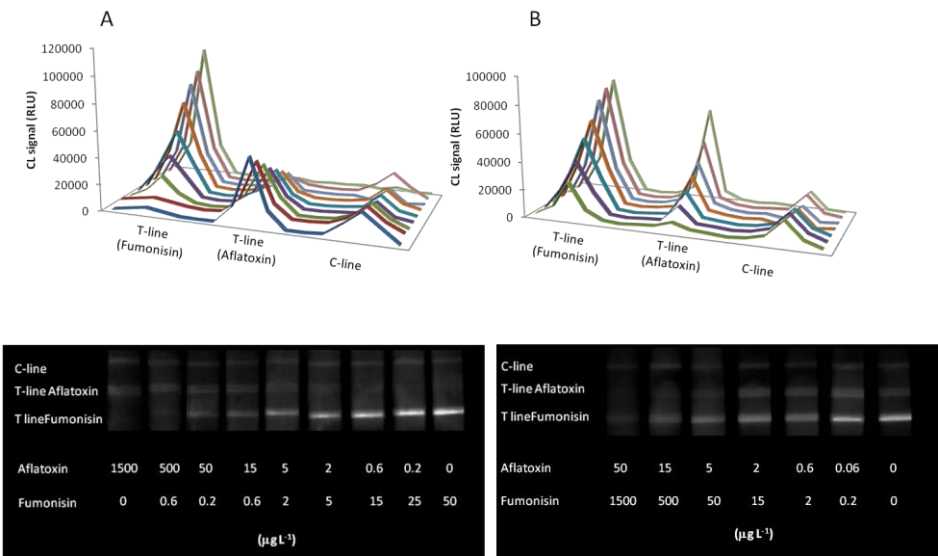 A
CL signal (RLU)
120000
100000
80000
60000
40000
20000
0
T-line
(Fumonisin)
T-line
(Aflatoxin)
C-line
B
CL signal (RLU)
100000
80000
60000
40000
20000
0
T-line
(Fumonisin)
T-line
(Aflatoxin)
C-line
C-line
T-line Aflatoxin
T lineFumonisin
Aflatoxin 1500 500 50 15 5 2 0.6 0.2 0
Fumonisin 0 0.6 0.2 0.6 2 5 15 25 50
(µg L⁻¹)
C-line
T-line Aflatoxin
T lineFumonisin
Aflatoxin 50 15 5 2 0.6 0.06 0
Fumonisin 1500 500 50 15 2 0.2 0
(µg L⁻¹)